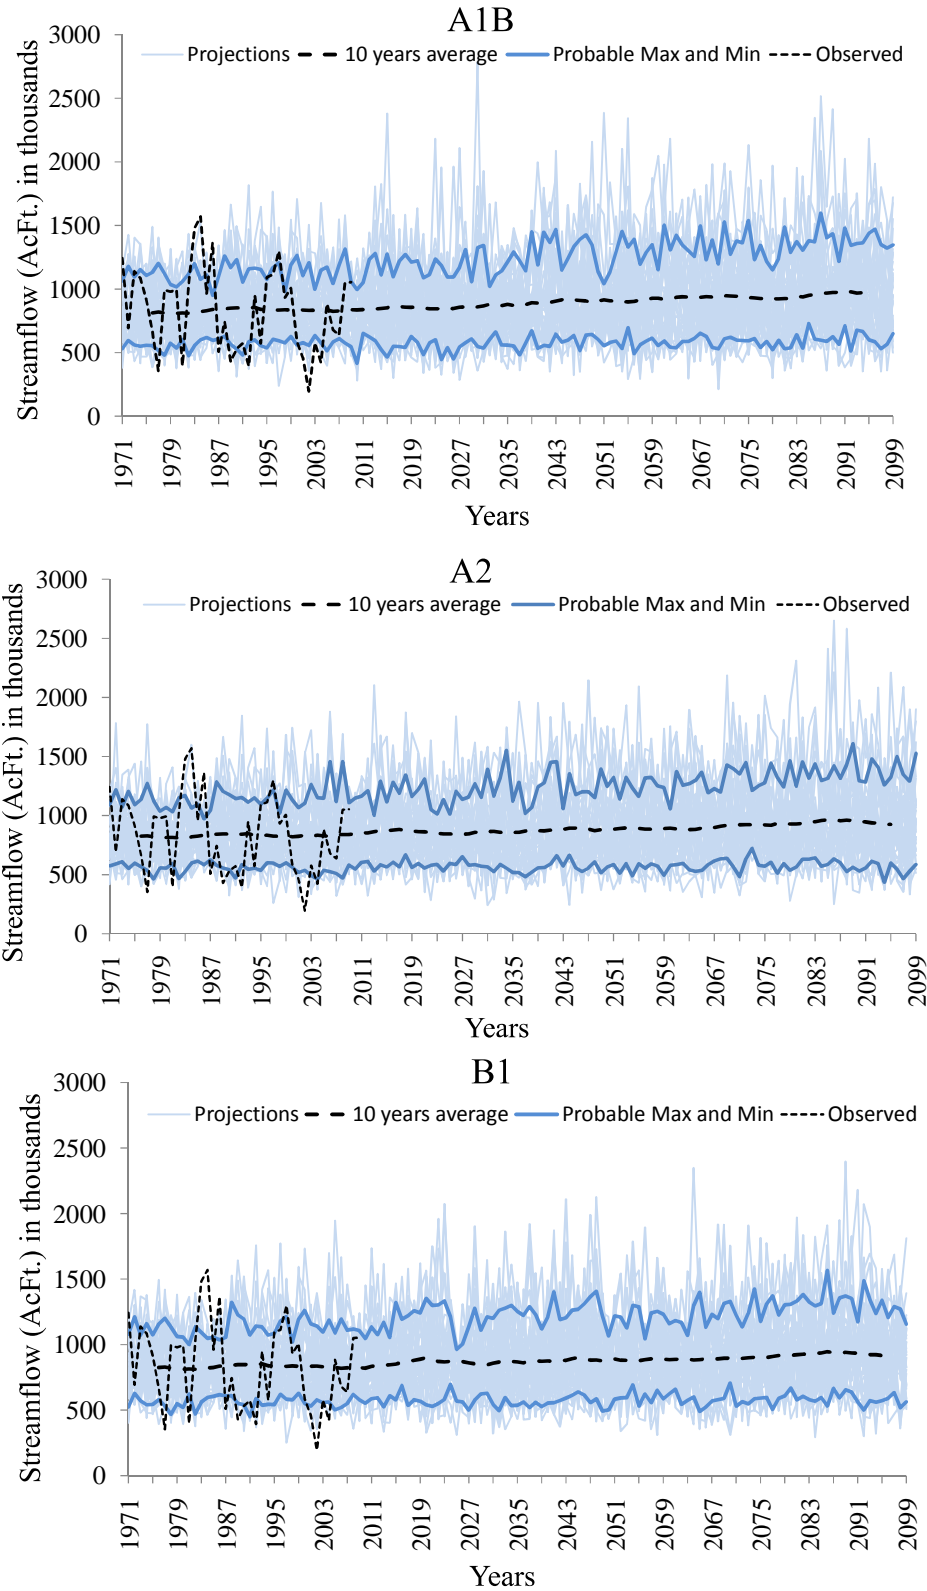 A1B
3000
Projections 10 years average Probable Max and Min Observed
2500
2000
1500
1000
500
0
Streamflow (AcFt.) in thousands
1971 1979 1987 1995 2003 2011 2019 2027 2035 2043 2051 2059 2067 2075 2083 2091 2099
Years
A2
3000
Projections 10 years average Probable Max and Min Observed
2500
2000
1500
1000
500
0
Streamflow (AcFt.) in thousands
1971 1979 1987 1995 2003 2011 2019 2027 2035 2043 2051 2059 2067 2075 2083 2091 2099
Years
B1
3000
Projections 10 years average Probable Max and Min Observed
2500
2000
1500
1000
500
0
Streamflow (AcFt.) in thousands
1971 1979 1987 1995 2003 2011 2019 2027 2035 2043 2051 2059 2067 2075 2083 2091 2099
Years